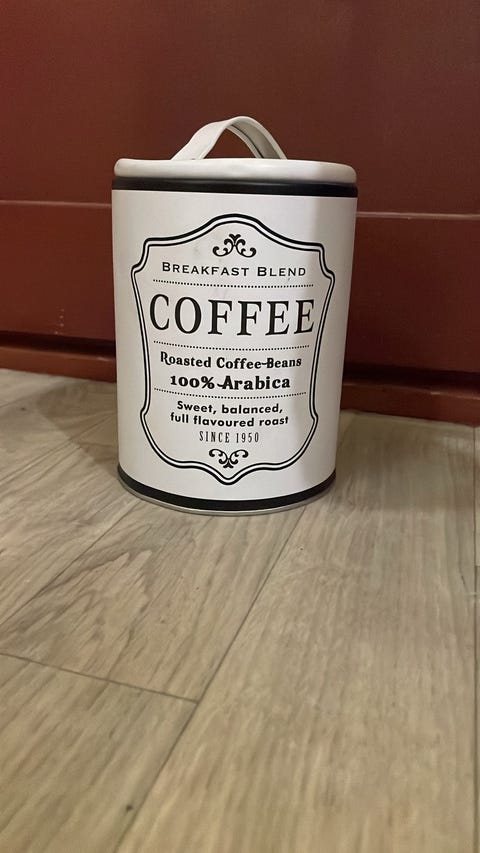 BREAKFAST BLEND
COFFEE
Roasted Coffee-Beans
100% Arabica
Sweet, balanced,
full flavoured roast
SINCE 1950